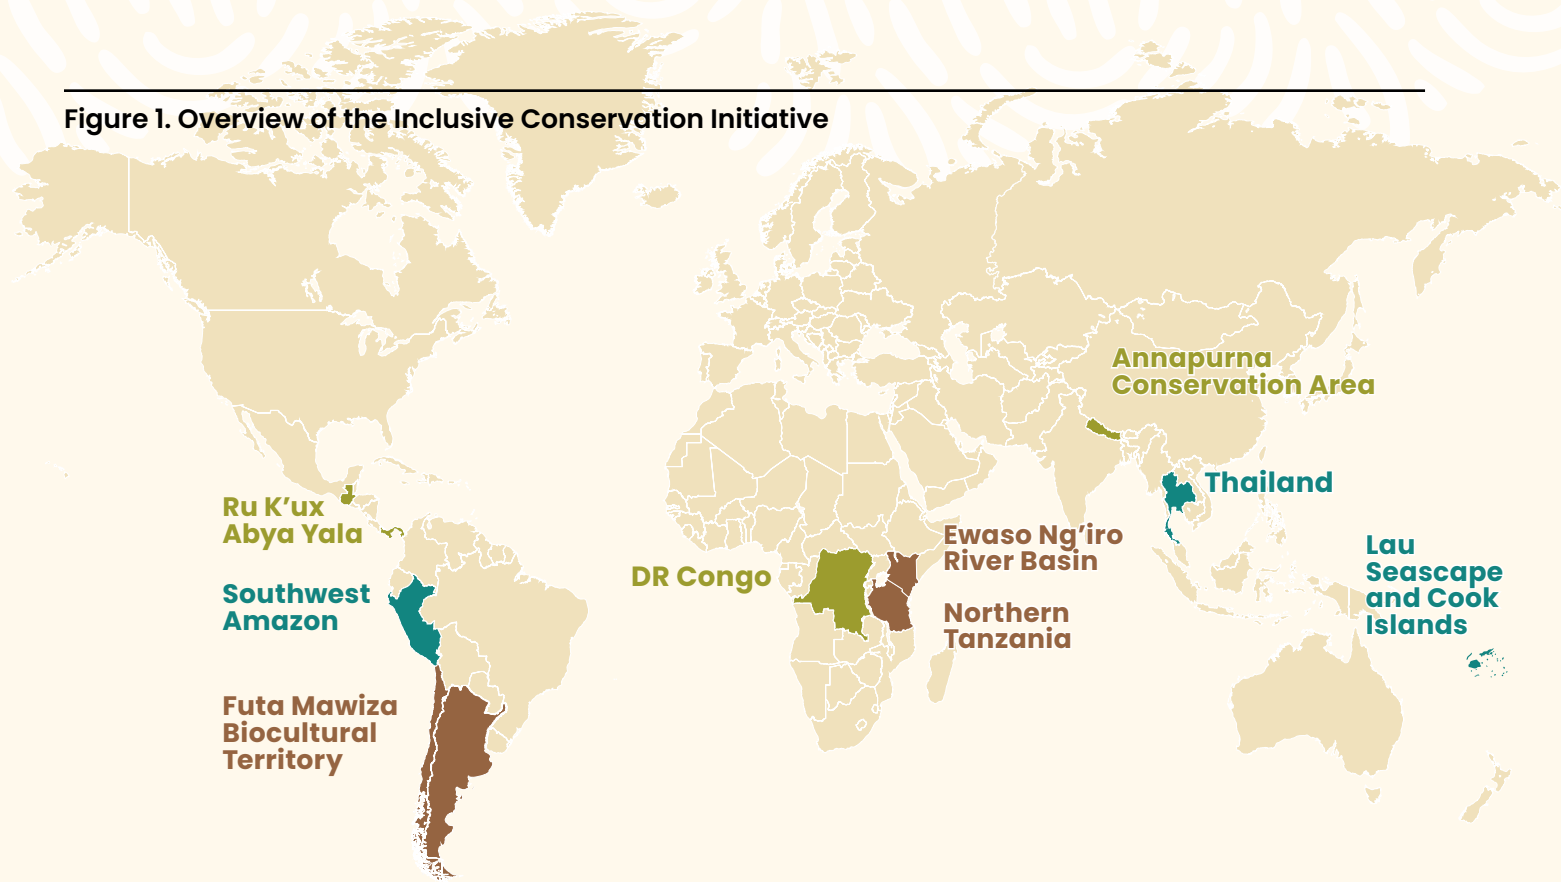 Figure 1. Overview of the Inclusive Conservation Initiative
Annapurna
Conservation Area
Thailand
Ru K’ux
Abya Yala
Ewaso Ng’iro
River Basin
Lau
Seascape
and Cook
Islands
DR Congo
Southwest
Amazon
Northern
Tanzania
Futa Mawiza
Biocultural
Territory